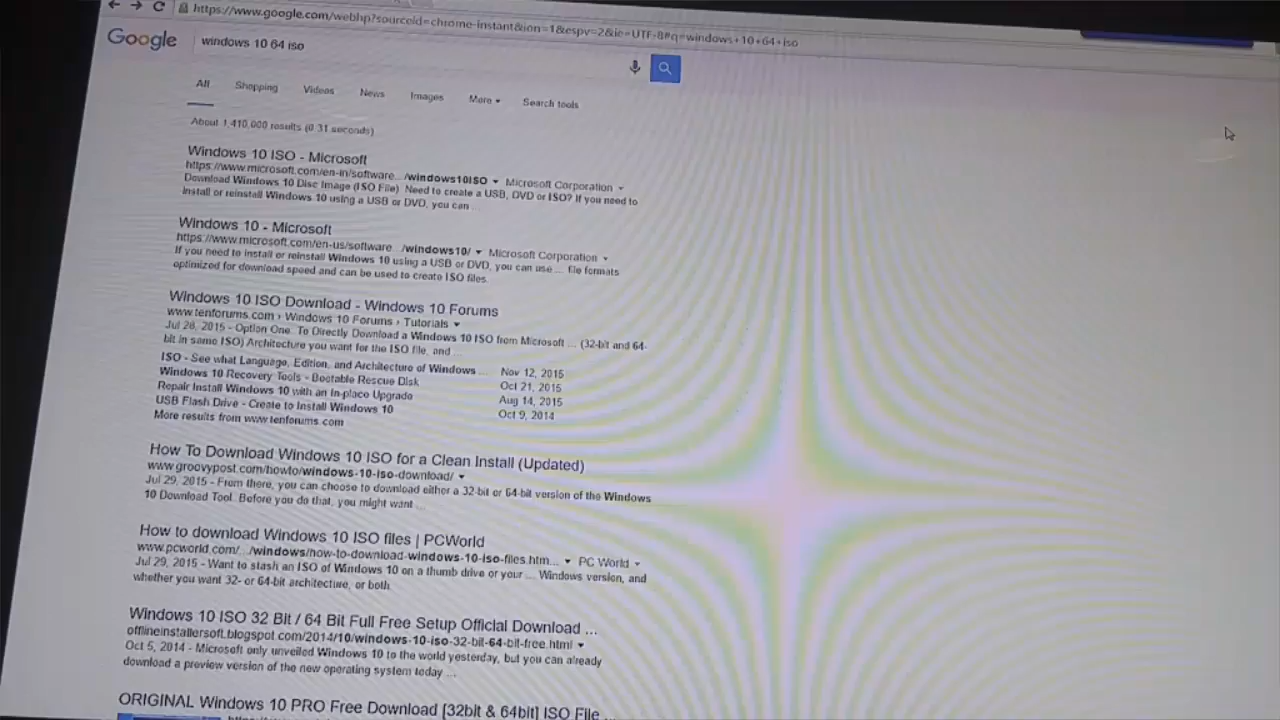 https://www.google.com/webhp?sourceid=chrome-instant&ion=1&espv=2&ie=UTF-8#q=windows+10+64+iso
Google
windows 10 64 iso
All Shopping Videos News Images More Search tools
About 1,410,000 results (0.31 seconds)
Windows 10 ISO - Microsoft
https://www.microsoft.com/en-in/software.../windows10ISO Microsoft Corporation
Download Windows 10 Disc Image (ISO File). Need to create a USB, DVD or ISO? If you need to
install or reinstall Windows 10 using a USB or DVD, you can ...
Windows 10 - Microsoft
https://www.microsoft.com/en-us/software.../windows10/ Microsoft Corporation
If you need to install or reinstall Windows 10 using a USB or DVD, you can use ... file formats
optimized for download speed and can be used to create ISO files.
Windows 10 ISO Download - Windows 10 Forums
www.tenforums.com › Windows 10 Forums › Tutorials
Jul 28, 2015 - Option One. To Directly Download a Windows 10 ISO from Microsoft ... (32-bit and 64-
bit in same ISO) Architecture you want for the ISO file, and ...
ISO - See what Language, Edition, and Architecture of Windows ... Nov 12, 2015
Windows 10 Recovery Tools - Bootable Rescue Disk Oct 21, 2015
Repair Install Windows 10 with an In-place Upgrade Aug 14, 2015
USB Flash Drive - Create to Install Windows 10 Oct 9, 2014
More results from www.tenforums.com
How To Download Windows 10 ISO for a Clean Install (Updated)
www.groovypost.com/howto/windows-10-iso-download/
Jul 29, 2015 - From there, you can choose to download either a 32-bit or 64-bit version of the Windows
10 Download Tool. Before you do that, you might want ...
How to download Windows 10 ISO files | PCWorld
www.pcworld.com/.../windows/how-to-download-windows-10-iso-files.htm... PC World
Jul 29, 2015 - Want to stash an ISO of Windows 10 on a thumb drive or your ... Windows version, and
whether you want 32- or 64-bit architecture, or both.
Windows 10 ISO 32 Bit / 64 Bit Full Free Setup Official Download ...
offlineinstallersoft.blogspot.com/2014/10/windows-10-iso-32-bit-64-bit-free.html
Oct 5, 2014 - Microsoft only unveiled Windows 10 to the world yesterday, but you can already
download a preview version of the new operating system today ...
ORIGINAL Windows 10 PRO Free Download [32bit & 64bit] ISO File ...